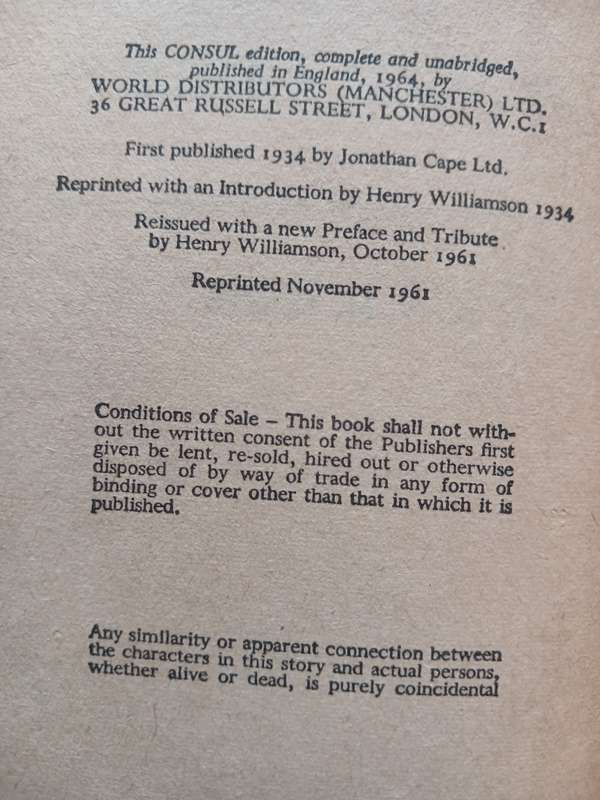 This CONSUL edition, complete and unabridged,
published in England, 1964, by
WORLD DISTRIBUTORS (MANCHESTER) LTD.
36 GREAT RUSSELL STREET, LONDON, W.C.1
First published 1934 by Jonathan Cape Ltd.
Reprinted with an Introduction by Henry Williamson 1934
Reissued with a new Preface and Tribute
by Henry Williamson, October 1961
Reprinted November 1961
Conditions of Sale – This book shall not with-
out the written consent of the Publishers first
given be lent, re-sold, hired out or otherwise
disposed of by way of trade in any form of
binding or cover other than that in which it is
published.
Any similarity or apparent connection between
the characters in this story and actual persons,
whether alive or dead, is purely coincidental